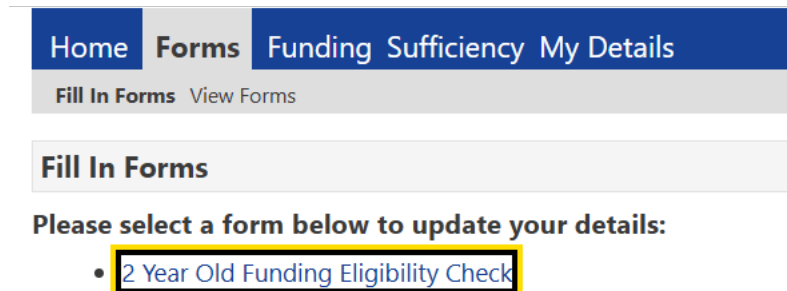 Home Forms Funding Sufficiency My Details
Fill In Forms View Forms
Fill In Forms
Please select a form below to update your details:
• 2 Year Old Funding Eligibility Check